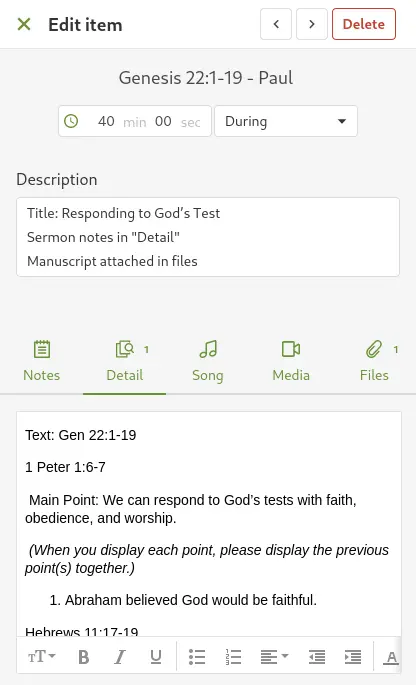 Edit item
Delete
Genesis 22:1-19 - Paul
40 min 00 sec
During
Description
Title: Responding to God’s Test
Sermon notes in "Detail"
Manuscript attached in files
1
1
Notes
Detail
Song
Media
Files
Text: Gen 22:1-19
1 Peter 1:6-7
Main Point: We can respond to God’s tests with faith,
obedience, and worship.
(When you display each point, please display the previous
point(s) together.)
1. Abraham believed God would be faithful.
Hebrews 11:17-19
TT B I U A